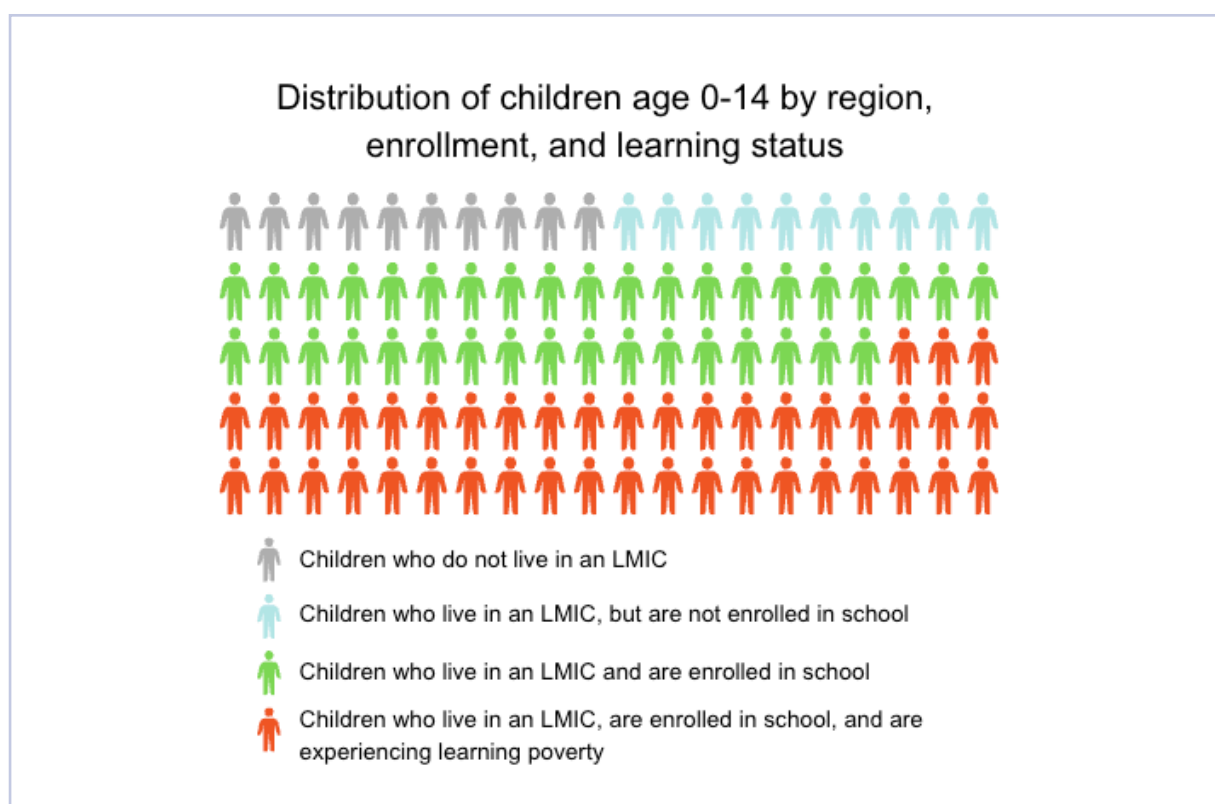 Distribution of children age 0-14 by region,
enrollment, and learning status
Children who do not live in an LMIC
Children who live in an LMIC, but are not enrolled in school
Children who live in an LMIC and are enrolled in school
Children who live in an LMIC, are enrolled in school, and are
experiencing learning poverty